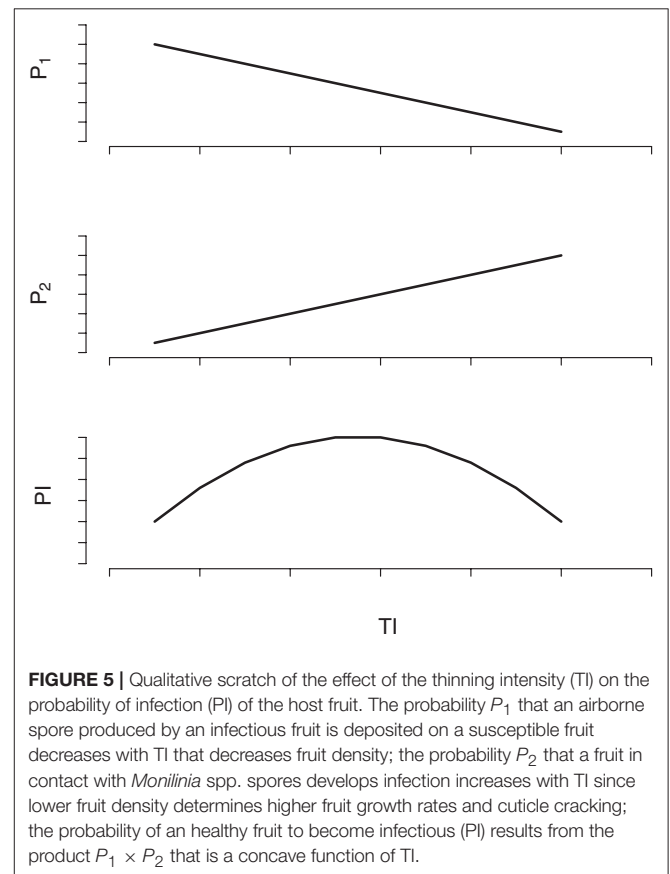 P1
P2
PI
TI
FIGURE 5 | Qualitative scratch of the effect of the thinning intensity (TI) on the
probability of infection (PI) of the host fruit. The probability P1 that an airborne
spore produced by an infectious fruit is deposited on a susceptible fruit
decreases with TI that decreases fruit density; the probability P2 that a fruit in
contact with Monilinia spp. spores develops infection increases with TI since
lower fruit density determines higher fruit growth rates and cuticle cracking;
the probability of an healthy fruit to become infectious (PI) results from the
product P1 × P2 that is a concave function of TI.